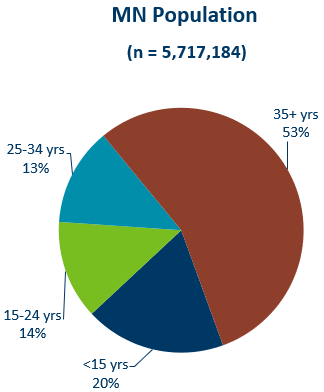 MN Population
(n = 5,717,184)
35+ yrs
53%
25-34 yrs
13%
15-24 yrs
14%
<15 yrs
20%